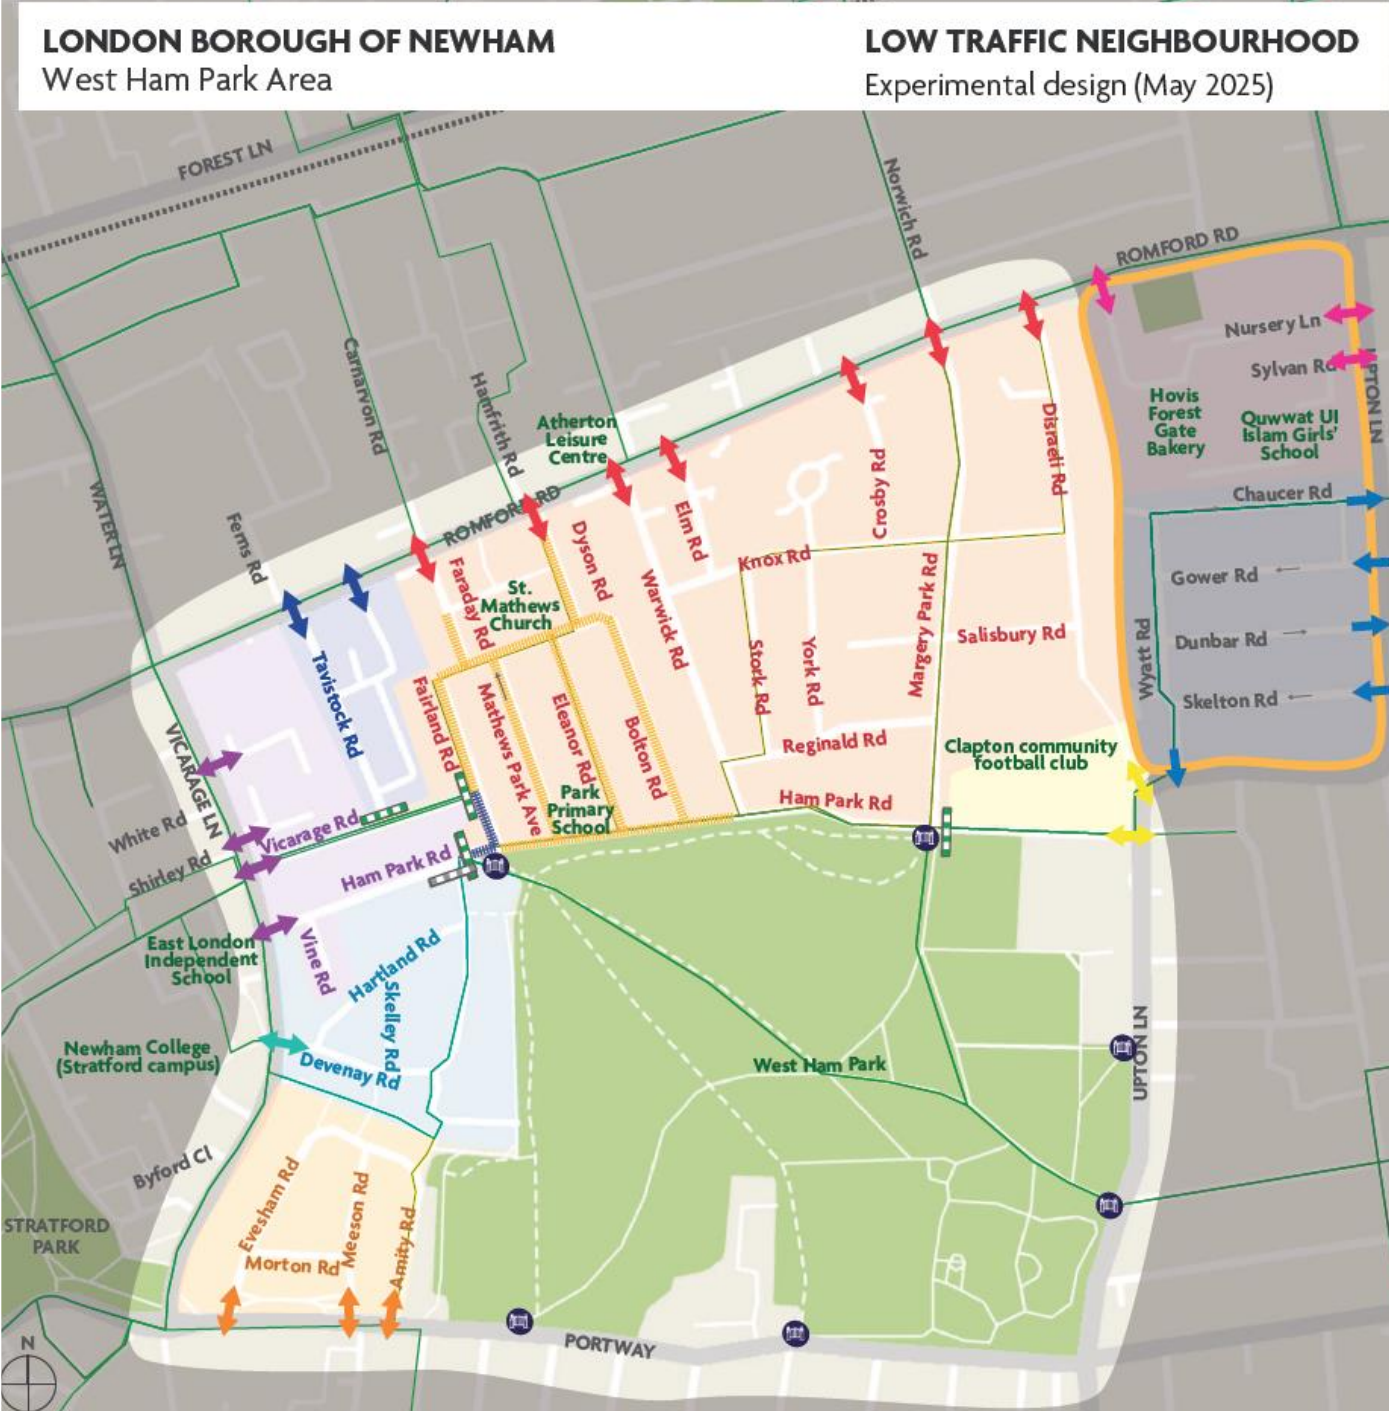 LONDON BOROUGH OF NEWHAM
West Ham Park Area
LOW TRAFFIC NEIGHBOURHOOD
Experimental design (May 2025)
FOREST LN
Norwich Rd
ROMFORD RD
Nursery Ln
Sylvan Rd
UPTON LN
Hovis
Forest
Gate
Bakery
Quwwat UI
Islam Girls'
School
Carnarvon Rd
Hamfrith Rd
Atherton
Leisure
Centre
Disraeli Rd
Crosby Rd
Chaucer Rd
WATER LN
Ferns Rd
ROMFORD RD
Elm Rd
Dyson Rd
Knox Rd
Faraday Rd
St.
Mathews
Church
Warwick Rd
Margery Park Rd
Salisbury Rd
Gower Rd
Dunbar Rd
Wyatt Rd
Skelton Rd
Tavistock Rd
Fairland Rd
Mathews Park Ave
Eleanor Rd
Bolton Rd
Stork Rd
York Rd
Reginald Rd
Clapton community
football club
VICARAGE LN
White Rd
Vicarage Rd
Park
Primary
School
Ham Park Rd
Shirley Rd
Ham Park Rd
East London
Independent
School
Vine Rd
Hartland Rd
Skelley Rd
Newham College
(Stratford campus)
Devenay Rd
West Ham Park
UPTON LN
Byford Cl
Evesham Rd
Meeson Rd
Amity Rd
Morton Rd
STRATFORD
PARK
PORTWAY
N